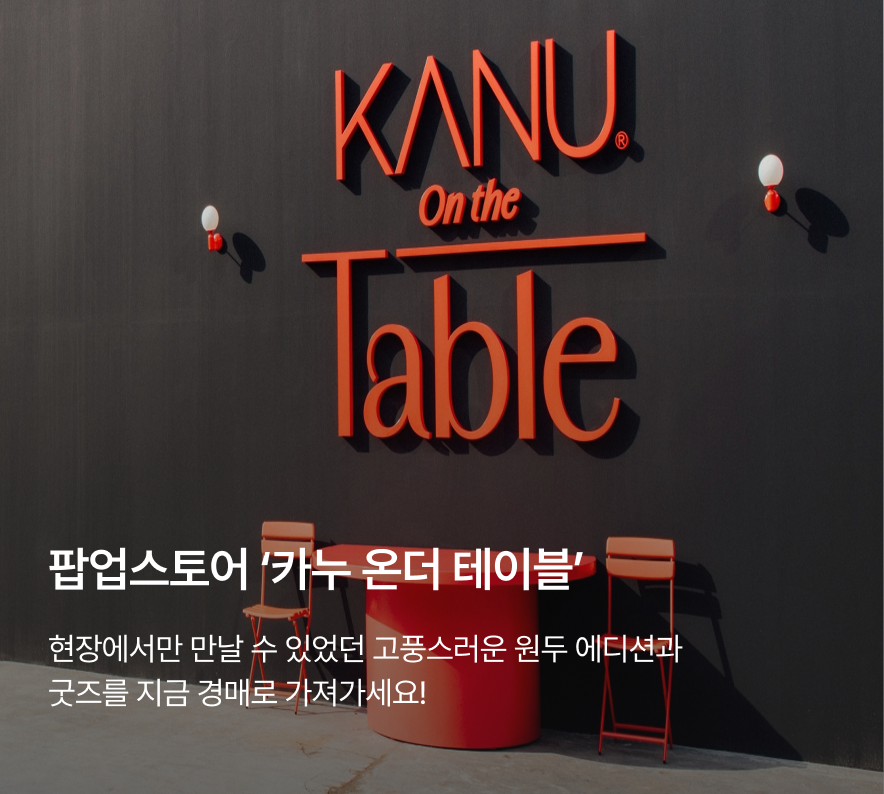 KANU®
On the
Table
팝업스토어 ‘카누 온더 테이블’
현장에서만 만날 수 있었던 고풍스러운 원두 에디션과
굿즈를 지금 경매로 가져가세요!